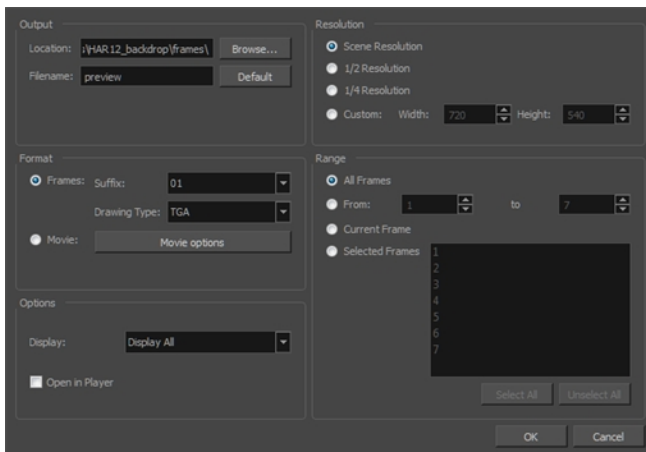 Output
Location: :\HAR12_backdrop\frames\ Browse...
Filename: preview Default
Resolution
Scene Resolution
1/2 Resolution
1/4 Resolution
Custom: Width: 720 Height: 540
Format
Frames: Suffix: 01
Drawing Type: TGA
Movie: Movie options
Range
All Frames
From: 1 to 7
Current Frame
Selected Frames 1
2
3
4
5
6
7
Select All Unselect All
Options
Display: Display All
Open in Player
OK Cancel